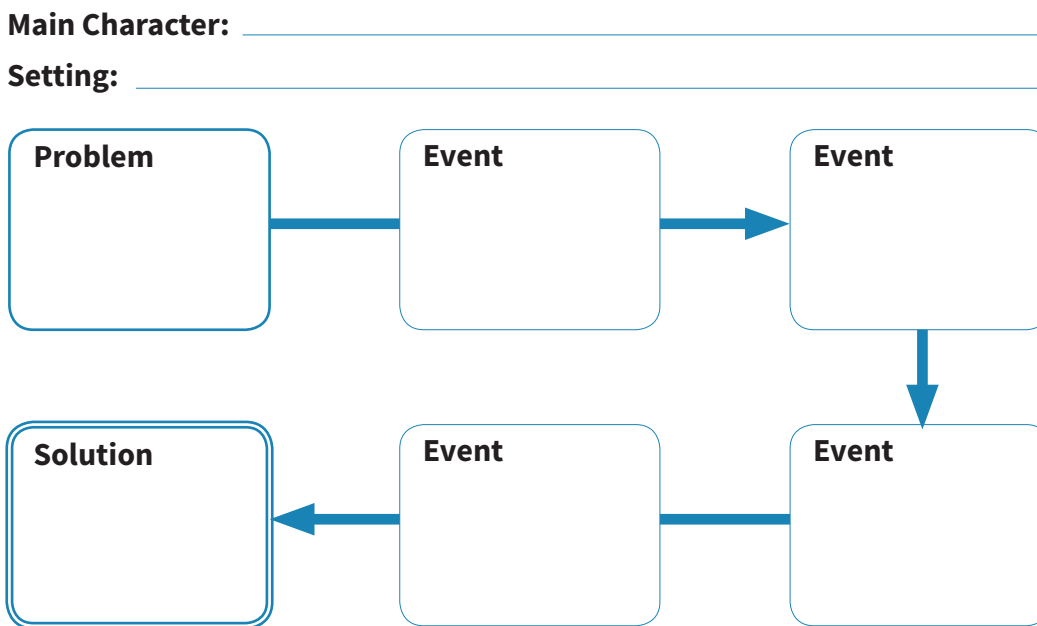 Main Character:
Setting:
Problem
Event
Event
Solution
Event
Event